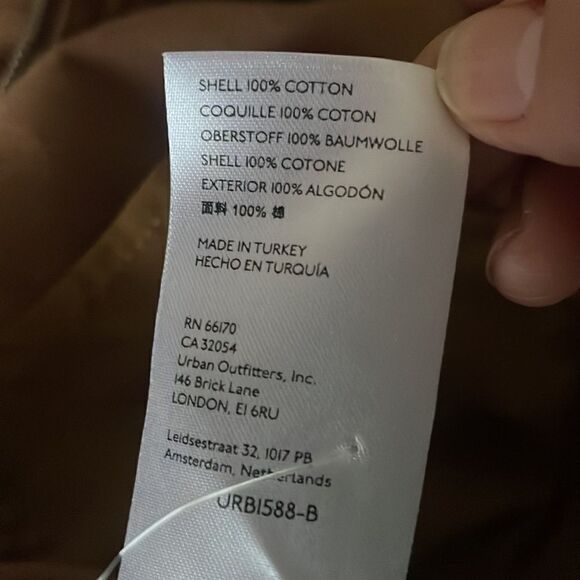 SHELL 100% COTTON
COQUILLE 100% COTON
OBERSTOFF 100% BAUMWOLLE
SHELL 100% COTONE
EXTERIOR 100% ALGODÓN
面料 100% 棉
MADE IN TURKEY
HECHO EN TURQUÍA
RN 66170
CA 32054
Urban Outfitters, Inc.
146 Brick Lane
LONDON, E1 6RU
Leidsestraat 32, 1017 PB
Amsterdam, Netherlands
URB1588-B